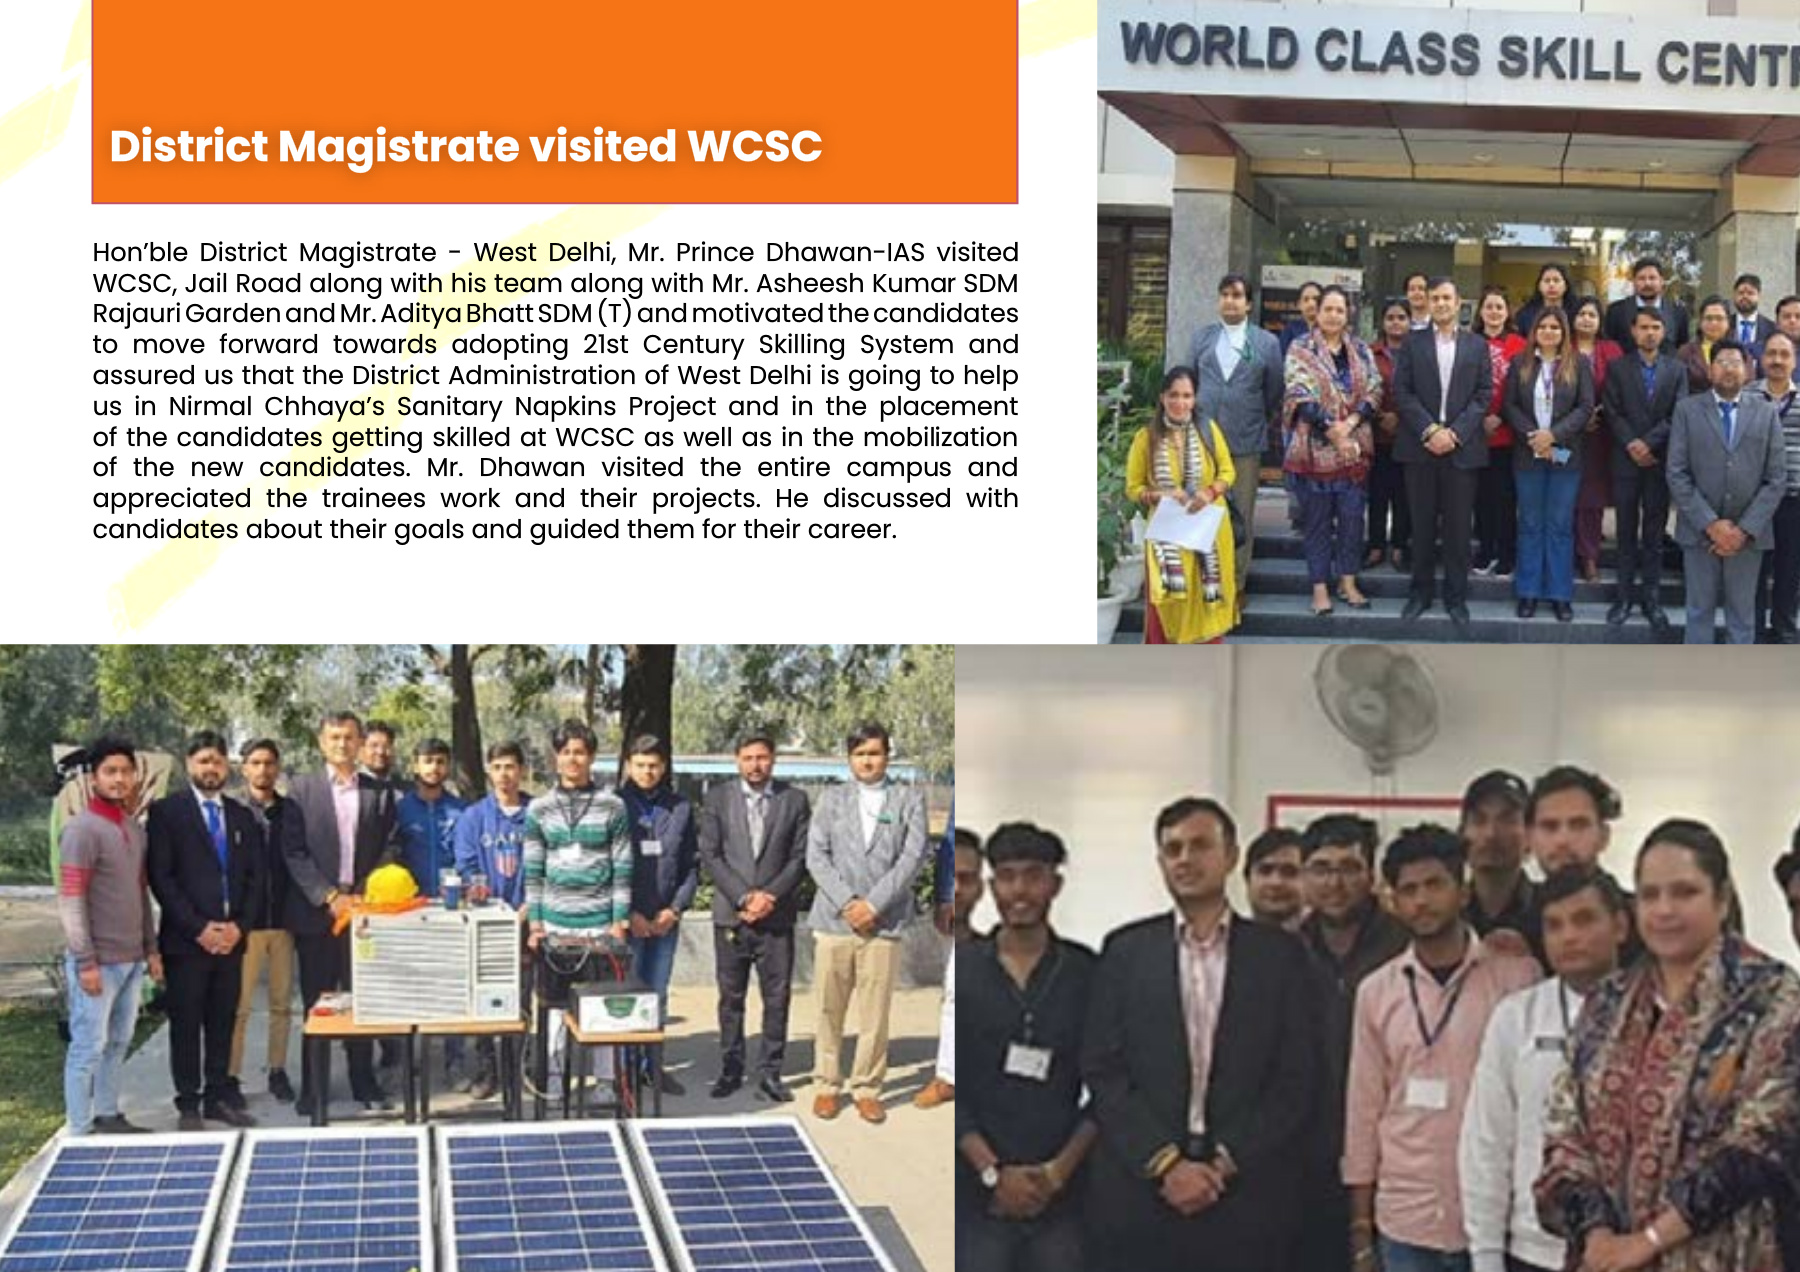 District Magistrate visited WCSC
Hon’ble District Magistrate - West Delhi, Mr. Prince Dhawan-IAS visited
WCSC, Jail Road along with his team along with Mr. Asheesh Kumar SDM
Rajauri Garden and Mr. Aditya Bhatt SDM (T) and motivated the candidates
to move forward towards adopting 21st Century Skilling System and
assured us that the District Administration of West Delhi is going to help
us in Nirmal Chhaya’s Sanitary Napkins Project and in the placement
of the candidates getting skilled at WCSC as well as in the mobilization
of the new candidates. Mr. Dhawan visited the entire campus and
appreciated the trainees work and their projects. He discussed with
candidates about their goals and guided them for their career.
WORLD CLASS SKILL CENT